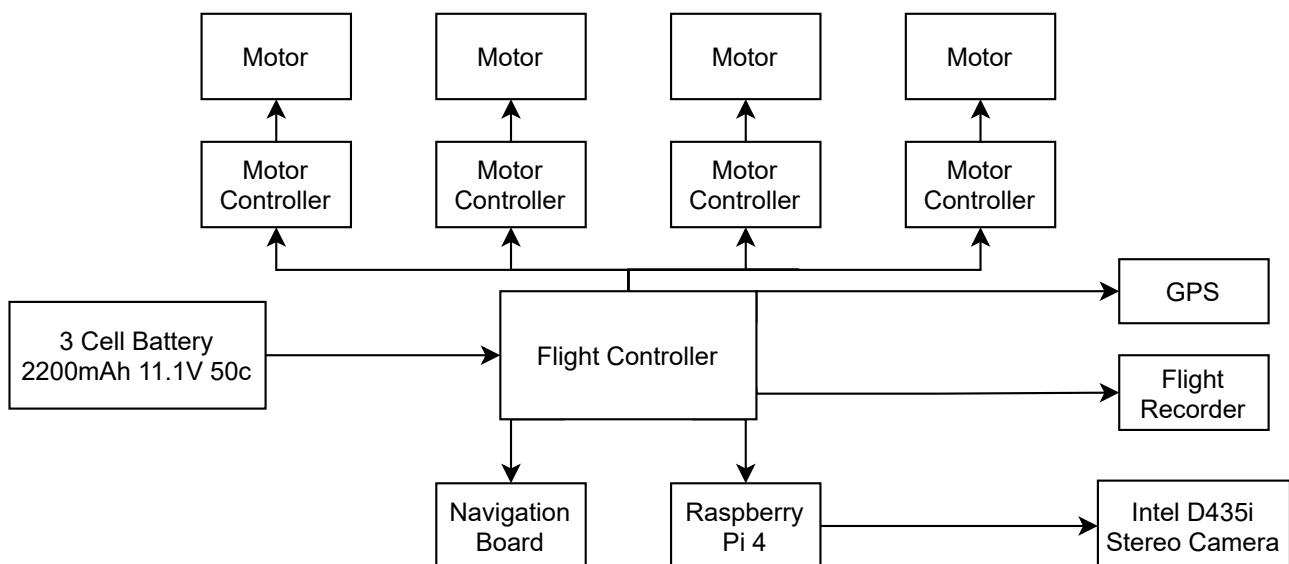 Motor
Motor
Motor
Motor
Motor
Controller
Motor
Controller
Motor
Controller
Motor
Controller
GPS
3 Cell Battery
2200mAh 11.1V 50c
Flight Controller
Flight
Recorder
Navigation
Board
Raspberry
Pi 4
Intel D435i
Stereo Camera